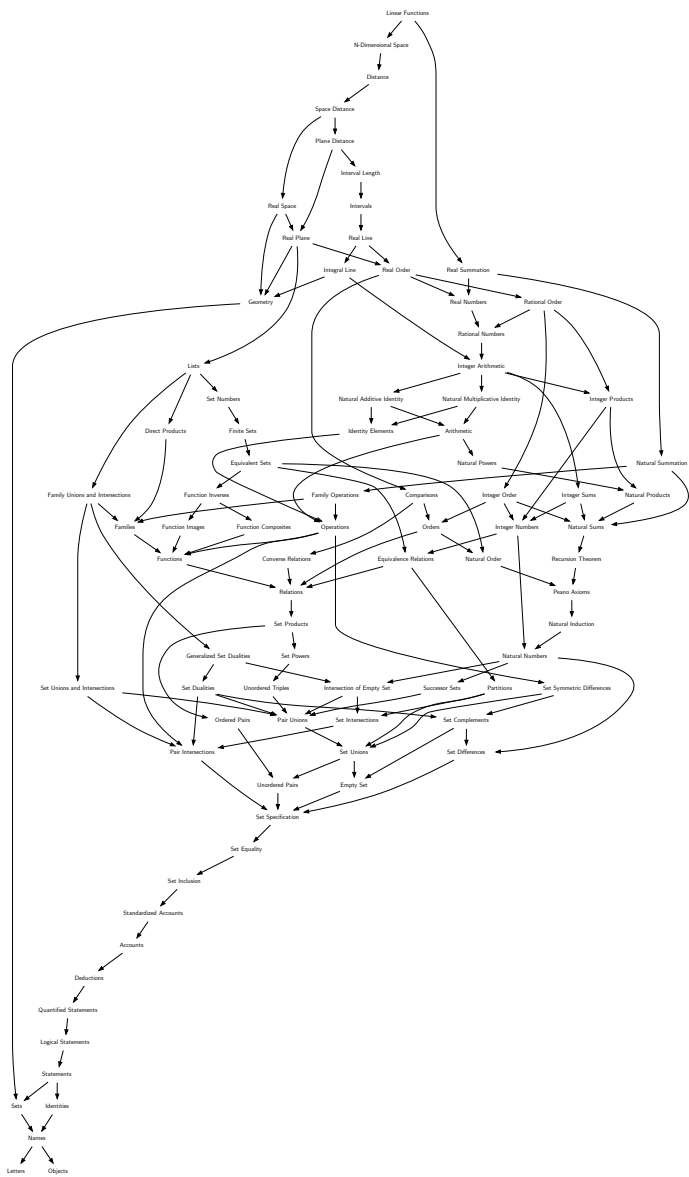 Linear Functions
N-Dimensional Space
Distance
Space Distance
Plane Distance
Interval Length
Real Space
Intervals
Real Plane
Real Line
Integral Line
Real Order
Real Summation
Geometry
Real Numbers
Rational Order
Rational Numbers
Lists
Integer Arithmetic
Set Numbers
Natural Additive Identity
Natural Multiplicative Identity
Integer Products
Direct Products
Finite Sets
Identity Elements
Arithmetic
Equivalent Sets
Natural Powers
Natural Summation
Family Unions and Intersections
Function Inverses
Family Operations
Comparisons
Integer Order
Integer Sums
Natural Products
Families
Function Images
Function Composites
Operations
Orders
Integer Numbers
Natural Sums
Functions
Converse Relations
Equivalence Relations
Natural Order
Recursion Theorem
Relations
Peano Axioms
Set Products
Natural Induction
Generalized Set Dualities
Set Powers
Natural Numbers
Set Unions and Intersections
Set Dualities
Unordered Triples
Intersection of Empty Set
Successor Sets
Partitions
Set Symmetric Differences
Ordered Pairs
Pair Unions
Set Intersections
Set Complements
Pair Intersections
Set Unions
Set Differences
Unordered Pairs
Empty Set
Set Specification
Set Equality
Set Inclusion
Standardized Accounts
Accounts
Deductions
Quantified Statements
Logical Statements
Statements
Sets
Identities
Names
Letters
Objects